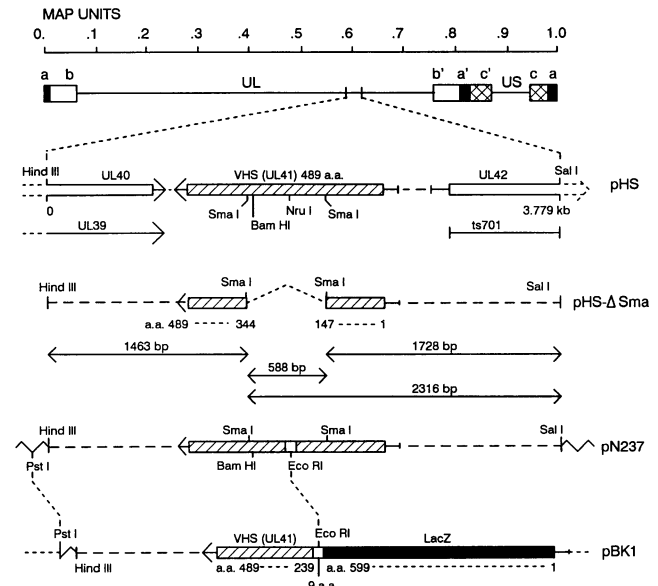 MAP UNITS
0. .1 .2 .3 .4 .5 .6 .7 .8 .9 1.0
a b UL b' a' c' US c a
Hind III UL40 VHS (UL41) 489 a.a. UL42 Sal I pHS
Sma I Bam HI Nru I Sma I
0 3.779 kb
UL39 ts701
Hind III Sma I Sma I Sal I pHS-Δ Sma
a.a. 489 344 147 1
1463 bp 1728 bp
588 bp
2316 bp
Hind III Sma I Sma I Sal I pN237
Pst I Bam HI Eco RI
Pst I Eco RI
VHS (UL41) LacZ pBK1
Hind III a.a. 489 239 a.a. 599 1
9 a.a.